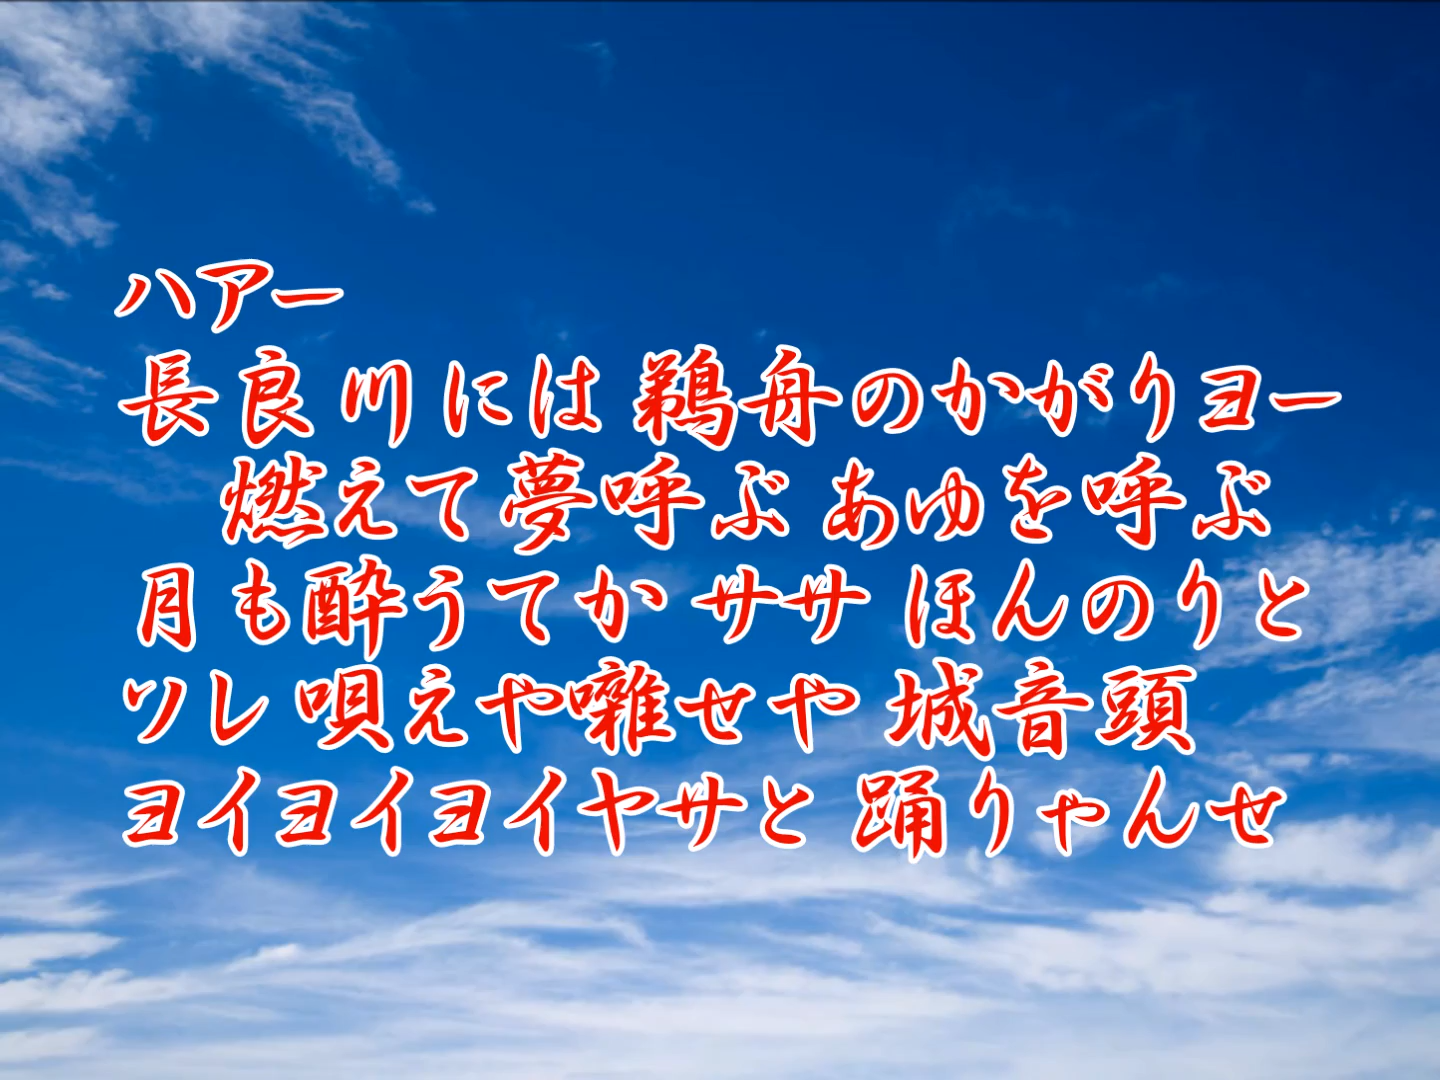 ハアー
長良川には 鵜舟のかがりヨー
燃えて夢呼ぶ あゆを呼ぶ
月も酔うてか ササ ほんのりと
ソレ 唄えや囃せや 城音頭
ヨイヨイヨイヤサと 踊りゃんせ